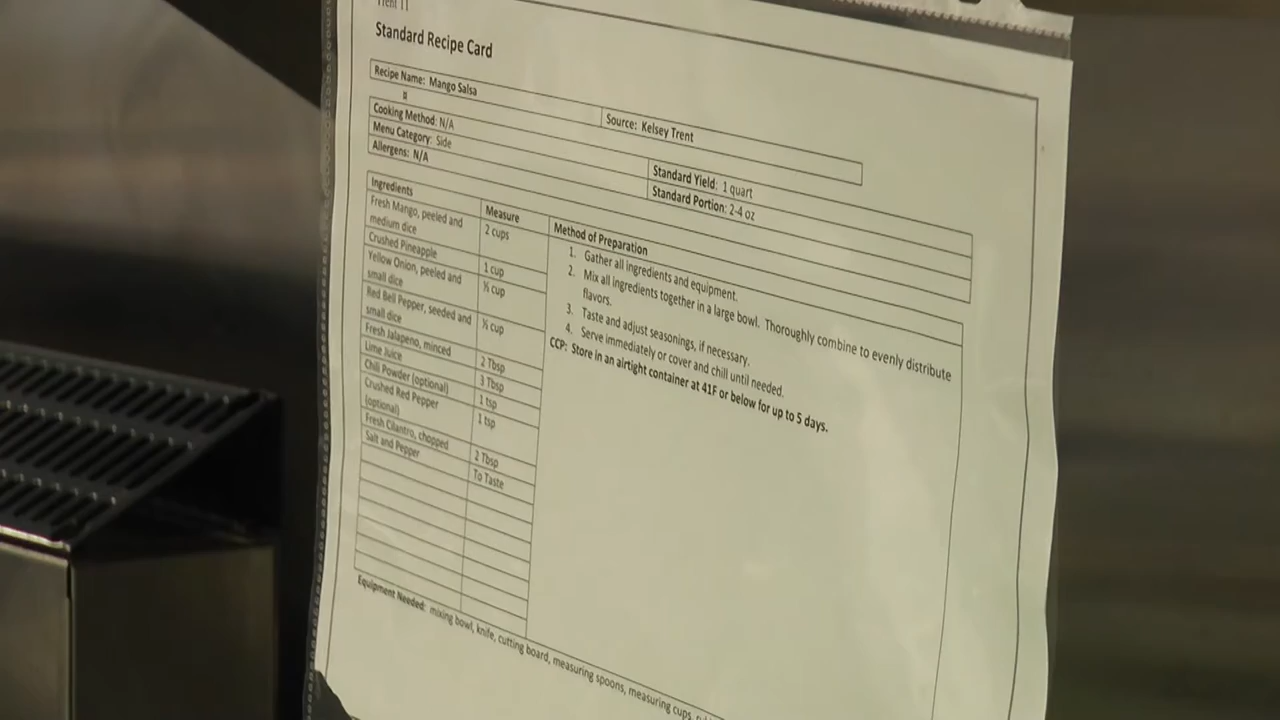 Trent 11
Standard Recipe Card
Recipe Name: Mango Salsa
Source: Kelsey Trent
Cooking Method: N/A
Menu Category: Side
Standard Yield: 1 quart
Allergens: N/A
Standard Portion: 2-4 oz
Ingredients
Measure
Method of Preparation
Fresh Mango, peeled and
medium dice
2 cups
Crushed Pineapple
1 cup
Yellow Onion, peeled and
small dice
cup
Red Bell Pepper, seeded and
small dice
cup
Fresh Jalapeno, minced
2 Tbsp
Lime Juice
3 Tbsp
Chili Powder (optional)
1 tsp
Crushed Red Pepper
(optional)
1 tsp
Fresh Cilantro, chopped
2 Tbsp
Salt and Pepper
To Taste
1. Gather all ingredients and equipment.
2. Mix all ingredients together in a large bowl. Thoroughly combine to evenly distribute
flavors.
3. Taste and adjust seasonings, if necessary.
4. Serve immediately or cover and chill until needed.
CCP: Store in an airtight container at 41F or below for up to 5 days.
Equipment Needed: mixing bowl, knife, cutting board, measuring spoons, measuring cups,